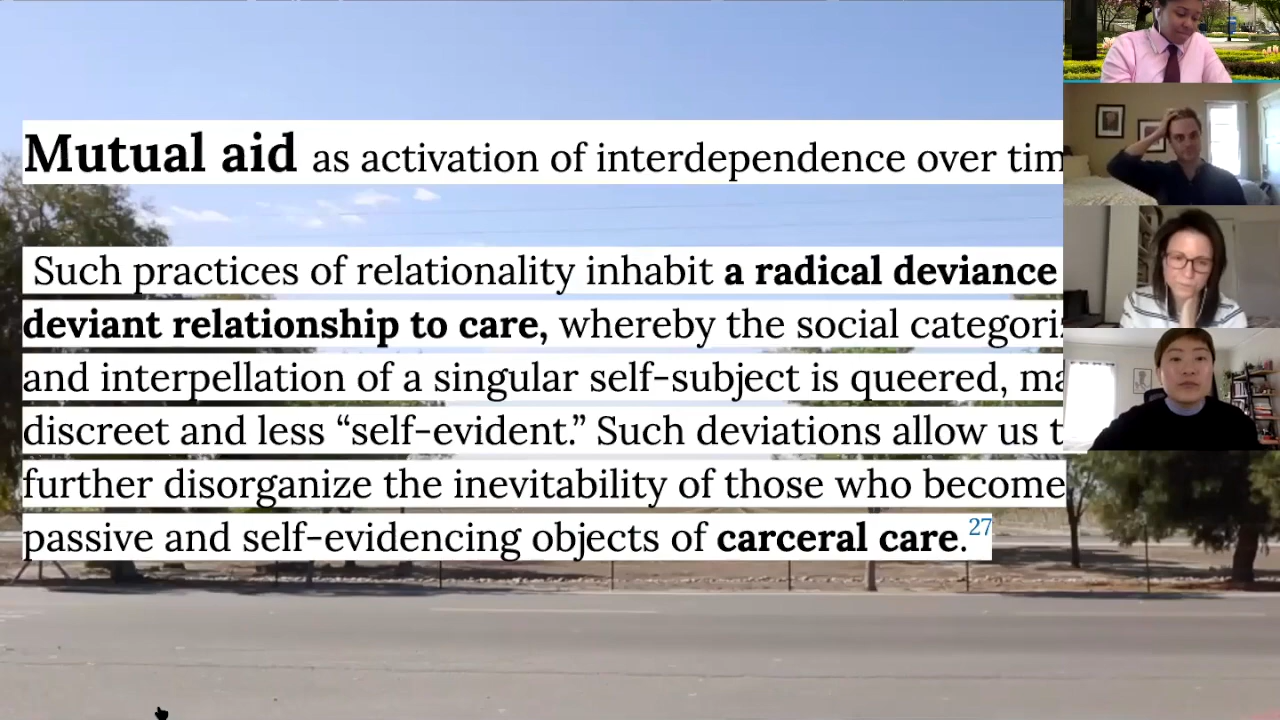 Mutual aid as activation of interdependence over tim
Such practices of relationality inhabit a radical deviance
deviant relationship to care, whereby the social categori
and interpellation of a singular self-subject is queered, ma
discreet and less “self-evident.” Such deviations allow us t
further disorganize the inevitability of those who become
passive and self-evidencing objects of carceral care.27